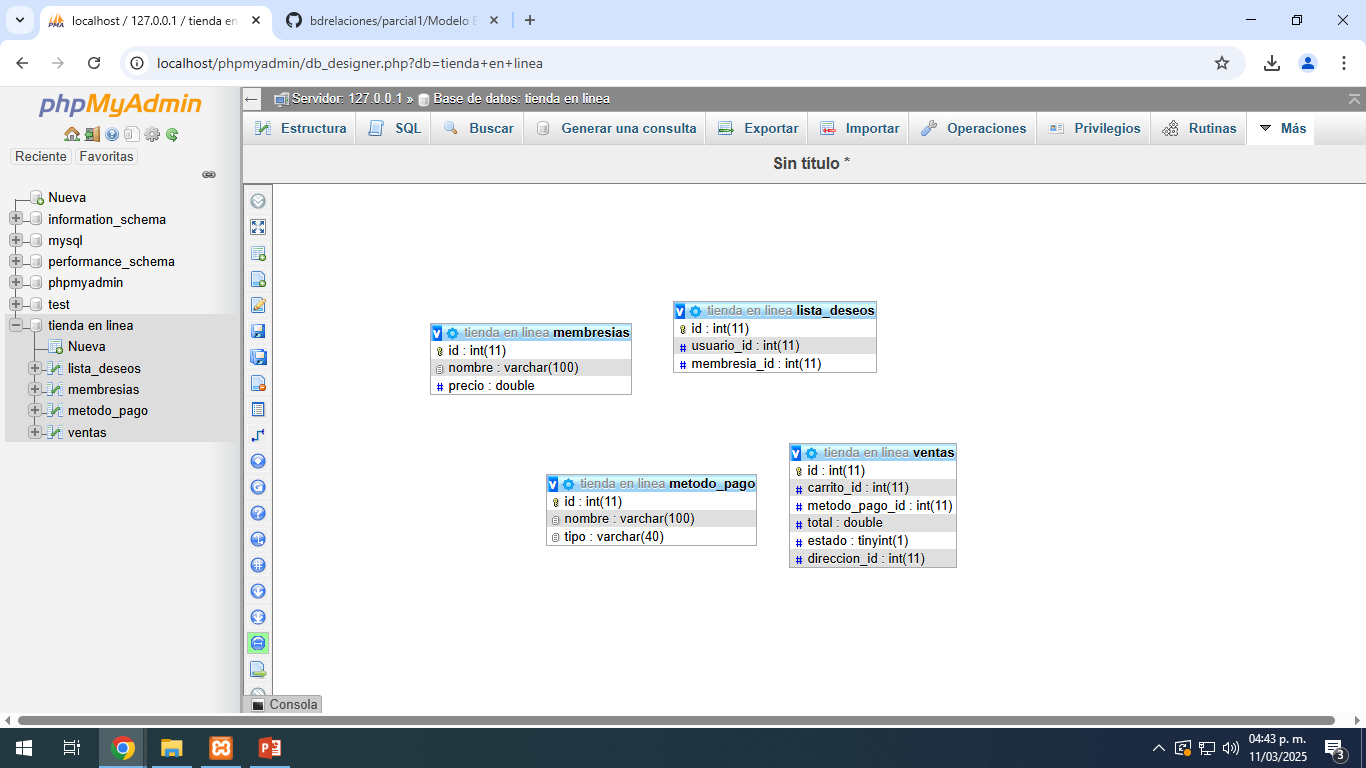 localhost / 127.0.0.1 / tienda en
bdrelaciones/parcial1/Modelo E
localhost/phpmyadmin/db_designer.php?db=tienda+en+linea
phpMyAdmin
Reciente
Favoritas
Nueva
information_schema
mysql
performance_schema
phpmyadmin
test
tienda en linea
Nueva
lista_deseos
membresias
metodo_pago
ventas
Servidor: 127.0.0.1 » Base de datos: tienda en linea
Estructura
SQL
Buscar
Generar una consulta
Exportar
Importar
Operaciones
Privilegios
Rutinas
Más
Sin título *
v tienda en linea membresias
id : int(11)
nombre : varchar(100)
# precio : double
v tienda en linea lista_deseos
id : int(11)
# usuario_id : int(11)
# membresia_id : int(11)
v tienda en linea metodo_pago
id : int(11)
nombre : varchar(100)
tipo : varchar(40)
v tienda en linea ventas
id : int(11)
# carrito_id : int(11)
# metodo_pago_id : int(11)
# total : double
# estado : tinyint(1)
# direccion_id : int(11)
Consola
04:43 p. m.
11/03/2025
3